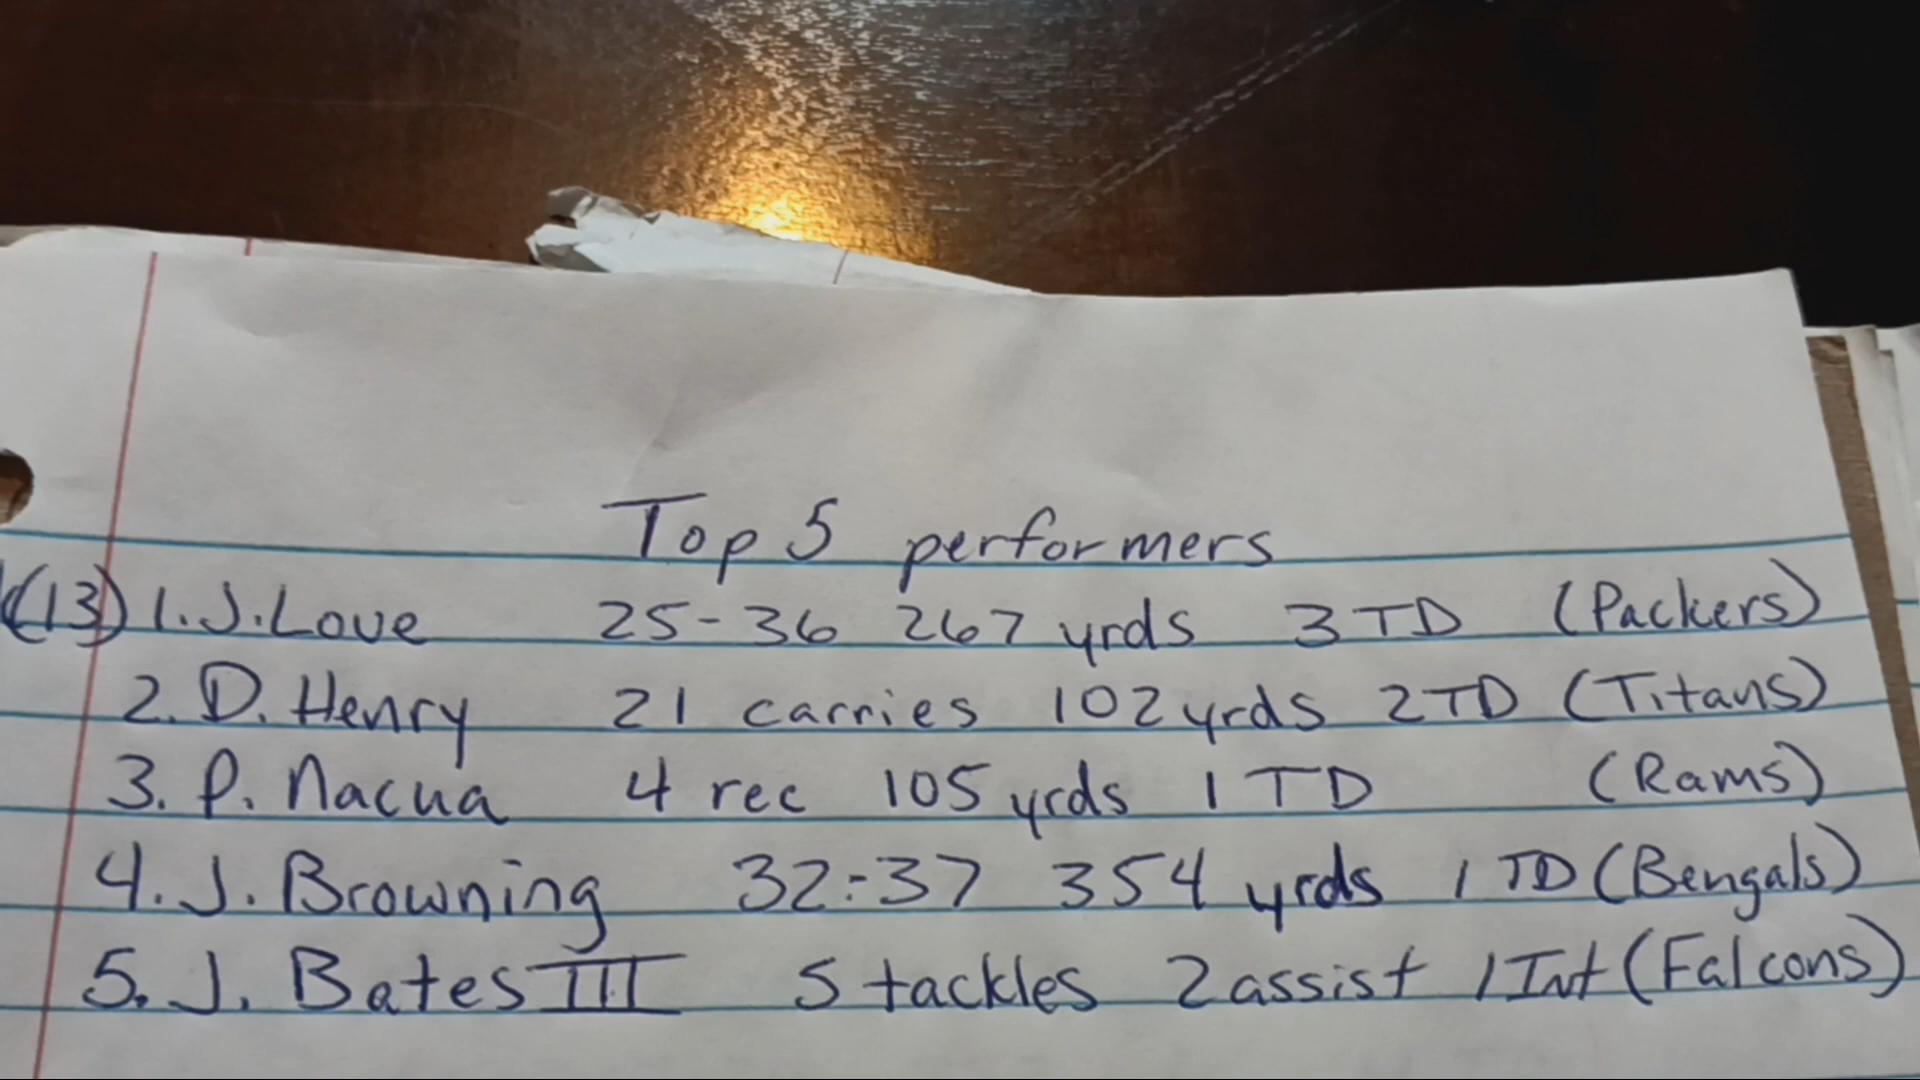 Top 5 performers
(13) 1. J. Love 25-36 267 yrds 3 TD (Packers)
2. D. Henry 21 carries 102 yrds 2 TD (Titans)
3. P. Nacua 4 rec 105 yrds 1 TD (Rams)
4. J. Browning 32-37 354 yrds 1 TD (Bengals)
5. J. Bates III 5 tackles 2 assist 1 Int (Falcons)